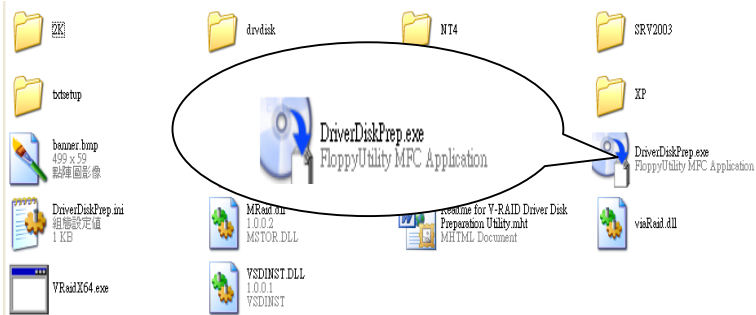 2K
drvdisk
NT4
SRV2003
txtsetup
XP
DriverDiskPrep.exe
FloppyUtility MFC Application
banner.bmp
499 x 59
點陣圖影像
DriverDiskPrep.exe
FloppyUtility MFC Application
DriverDiskPrep.ini
組態設定值
1 KB
MRaid.dll
1.0.0.2
MSTOR.DLL
Readme for V-RAID Driver Disk
Preparation Utility.mht
MHTML Document
viaRaid.dll
VRaidX64.exe
VSDINST.DLL
1.0.0.1
VSDINST